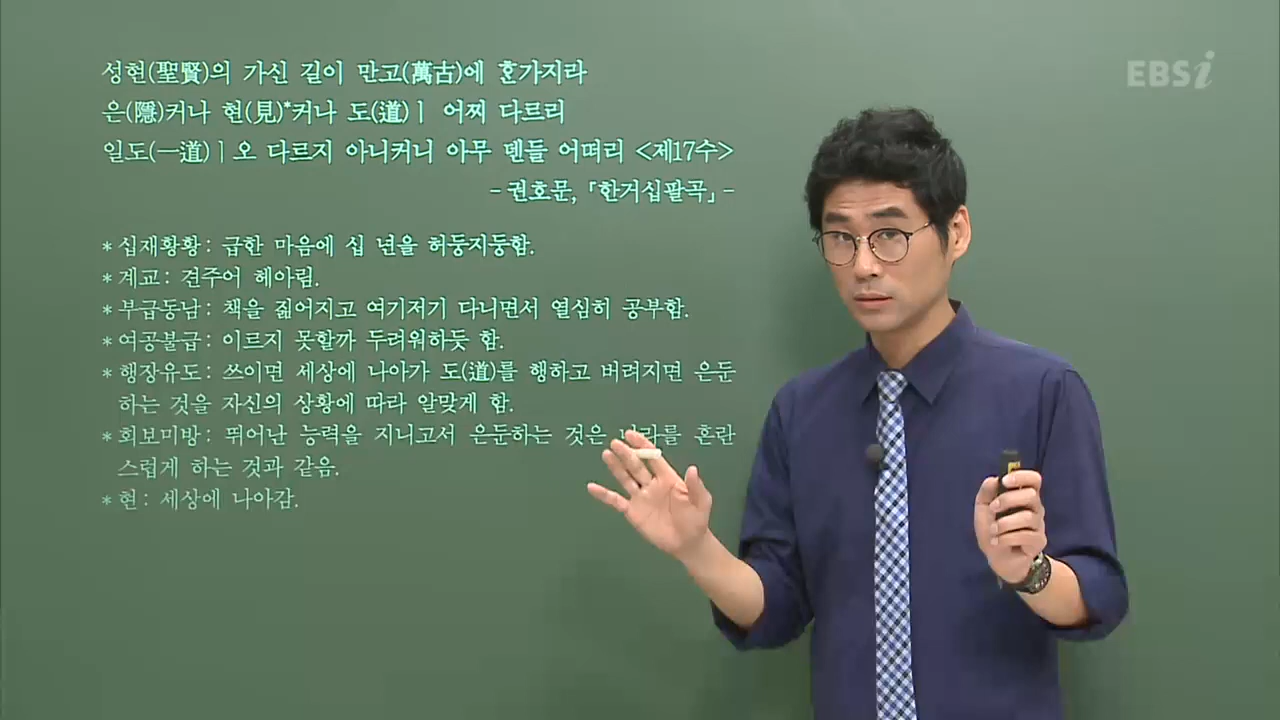 성현(聖賢)의 가신 길이 만고(萬古)에 혼가지라
은(隱)커나 현(見)*커나 도(道)ㅣ 어찌 다르리
일도(一道)ㅣ오 다르지 아니커니 아무 덴들 어떠리 <제17수>
- 권호문, 「한거십팔곡」-
* 십재황황: 급한 마음에 십 년을 허둥지둥함.
* 계교: 견주어 헤아림.
* 부급동남: 책을 짊어지고 여기저기 다니면서 열심히 공부함.
* 여공불급: 이르지 못할까 두려워하듯 함.
* 행장유도: 쓰이면 세상에 나아가 도(道)를 행하고 버려지면 은둔
하는 것을 자신의 상황에 따라 알맞게 함.
* 회보미방: 뛰어난 능력을 지니고서 은둔하는 것은 나라를 혼란
스럽게 하는 것과 같음.
* 현: 세상에 나아감.
EBSi